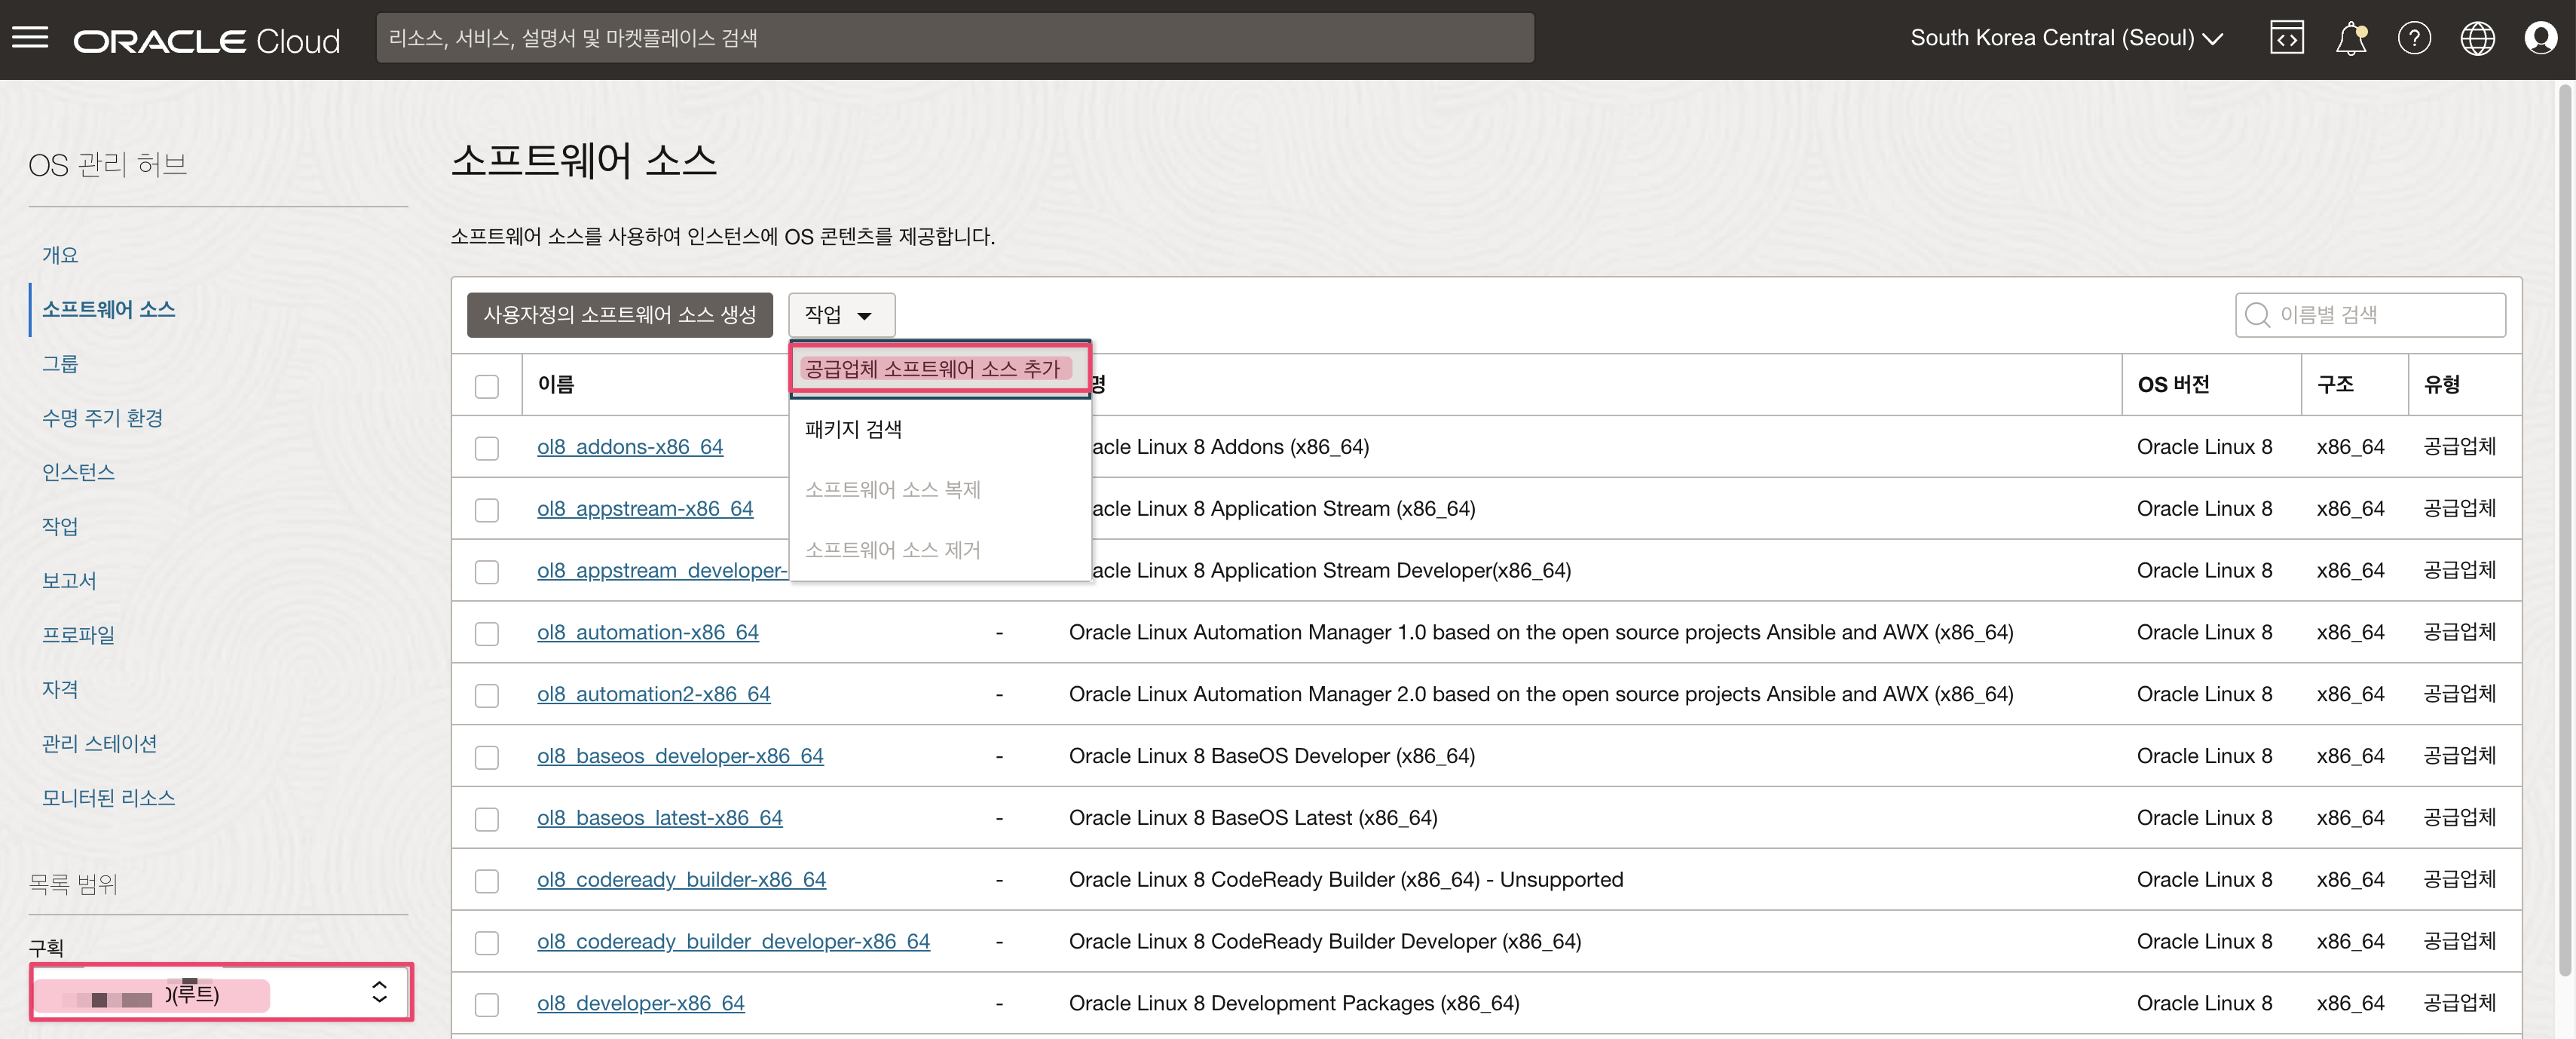 ORACLE Cloud
리소스, 서비스, 설명서 및 마켓플레이스 검색
South Korea Central (Seoul)
OS 관리 허브
개요
소프트웨어 소스
그룹
수명 주기 환경
인스턴스
작업
보고서
프로파일
자격
관리 스테이션
모니터된 리소스
목록 범위
구획
(루트)
소프트웨어 소스
소프트웨어 소스를 사용하여 인스턴스에 OS 콘텐츠를 제공합니다.
사용자정의 소프트웨어 소스 생성 작업
이름별 검색
공급업체 소프트웨어 소스 추가
패키지 검색
소프트웨어 소스 복제
소프트웨어 소스 제거
이름 명 OS 버전 구조 유형
ol8_addons-x86_64 acle Linux 8 Addons (x86_64) Oracle Linux 8 x86_64 공급업체
ol8_appstream-x86_64 acle Linux 8 Application Stream (x86_64) Oracle Linux 8 x86_64 공급업체
ol8_appstream_developer- acle Linux 8 Application Stream Developer(x86_64) Oracle Linux 8 x86_64 공급업체
ol8_automation-x86_64 - Oracle Linux Automation Manager 1.0 based on the open source projects Ansible and AWX (x86_64) Oracle Linux 8 x86_64 공급업체
ol8_automation2-x86_64 - Oracle Linux Automation Manager 2.0 based on the open source projects Ansible and AWX (x86_64) Oracle Linux 8 x86_64 공급업체
ol8_baseos_developer-x86_64 - Oracle Linux 8 BaseOS Developer (x86_64) Oracle Linux 8 x86_64 공급업체
ol8_baseos_latest-x86_64 - Oracle Linux 8 BaseOS Latest (x86_64) Oracle Linux 8 x86_64 공급업체
ol8_codeready_builder-x86_64 - Oracle Linux 8 CodeReady Builder (x86_64) - Unsupported Oracle Linux 8 x86_64 공급업체
ol8_codeready_builder_developer-x86_64 - Oracle Linux 8 CodeReady Builder Developer (x86_64) Oracle Linux 8 x86_64 공급업체
ol8_developer-x86_64 - Oracle Linux 8 Development Packages (x86_64) Oracle Linux 8 x86_64 공급업체